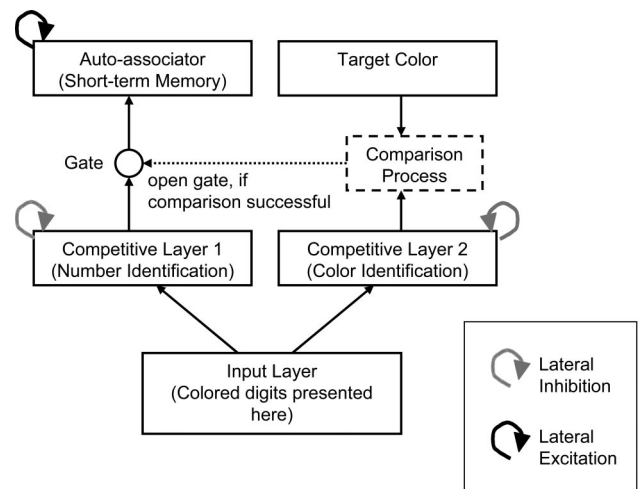 Auto-associator
(Short-term Memory)
Target Color
Gate
open gate, if
comparison successful
Comparison
Process
Competitive Layer 1
(Number Identification)
Competitive Layer 2
(Color Identification)
Input Layer
(Colored digits presented
here)
Lateral
Inhibition
Lateral
Excitation